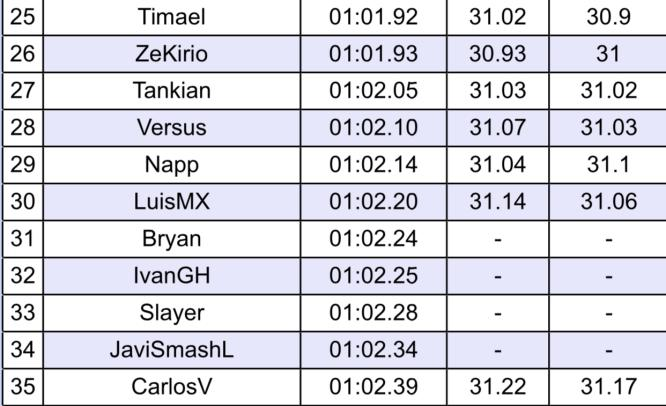 25 Timael 01:01.92 31.02 30.9
26 ZeKirio 01:01.93 30.93 31
27 Tankian 01:02.05 31.03 31.02
28 Versus 01:02.10 31.07 31.03
29 Napp 01:02.14 31.04 31.1
30 LuisMX 01:02.20 31.14 31.06
31 Bryan 01:02.24 - -
32 IvanGH 01:02.25 - -
33 Slayer 01:02.28 - -
34 JaviSmashL 01:02.34 - -
35 CarlosV 01:02.39 31.22 31.17